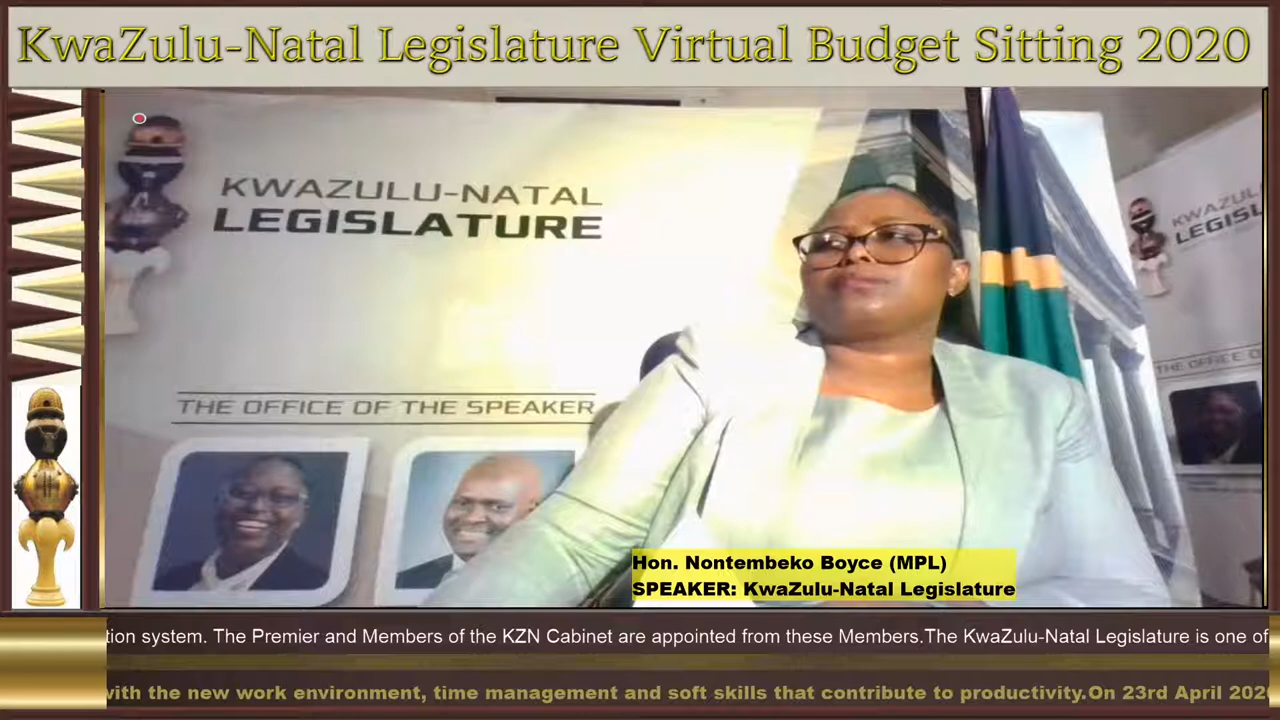 KwaZulu-Natal Legislature Virtual Budget Sitting 2020
KWAZULU-NATAL
LEGISLATURE
KWAZUL
LEGISL
THE OFFICE OF THE SPEAKER
THE OFFICE O
Hon. Nontembeko Boyce (MPL)
SPEAKER: KwaZulu-Natal Legislature
tion system. The Premier and Members of the KZN Cabinet are appointed from these Members.The KwaZulu-Natal Legislature is one of
with the new work environment, time management and soft skills that contribute to productivity.On 23rd April 202